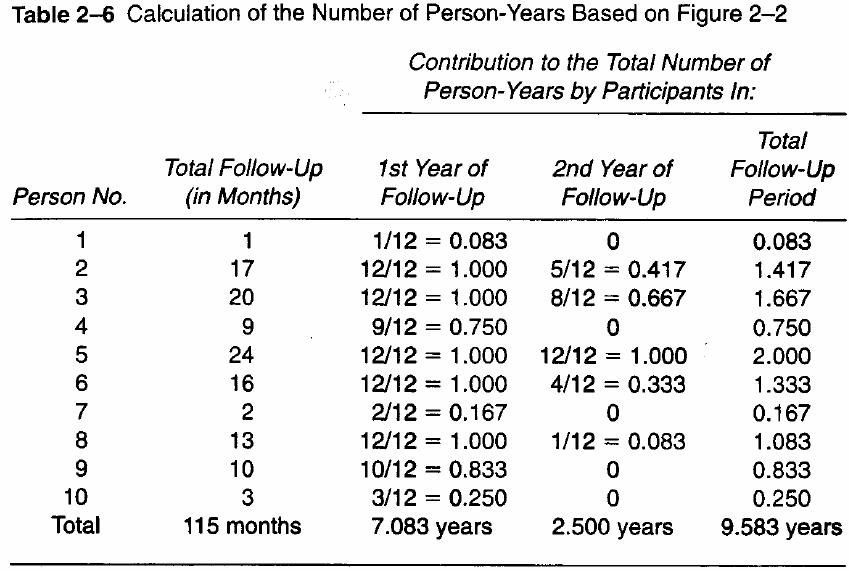 Table 2–6 Calculation of the Number of Person-Years Based on Figure 2–2
Contribution to the Total Number of
Person-Years by Participants In:
Total
Total Follow-Up 1st Year of 2nd Year of Follow-Up
Person No. (in Months) Follow-Up Follow-Up Period
1 1 1/12 = 0.083 0 0.083
2 17 12/12 = 1.000 5/12 = 0.417 1.417
3 20 12/12 = 1.000 8/12 = 0.667 1.667
4 9 9/12 = 0.750 0 0.750
5 24 12/12 = 1.000 12/12 = 1.000 2.000
6 16 12/12 = 1.000 4/12 = 0.333 1.333
7 2 2/12 = 0.167 0 0.167
8 13 12/12 = 1.000 1/12 = 0.083 1.083
9 10 10/12 = 0.833 0 0.833
10 3 3/12 = 0.250 0 0.250
Total 115 months 7.083 years 2.500 years 9.583 years